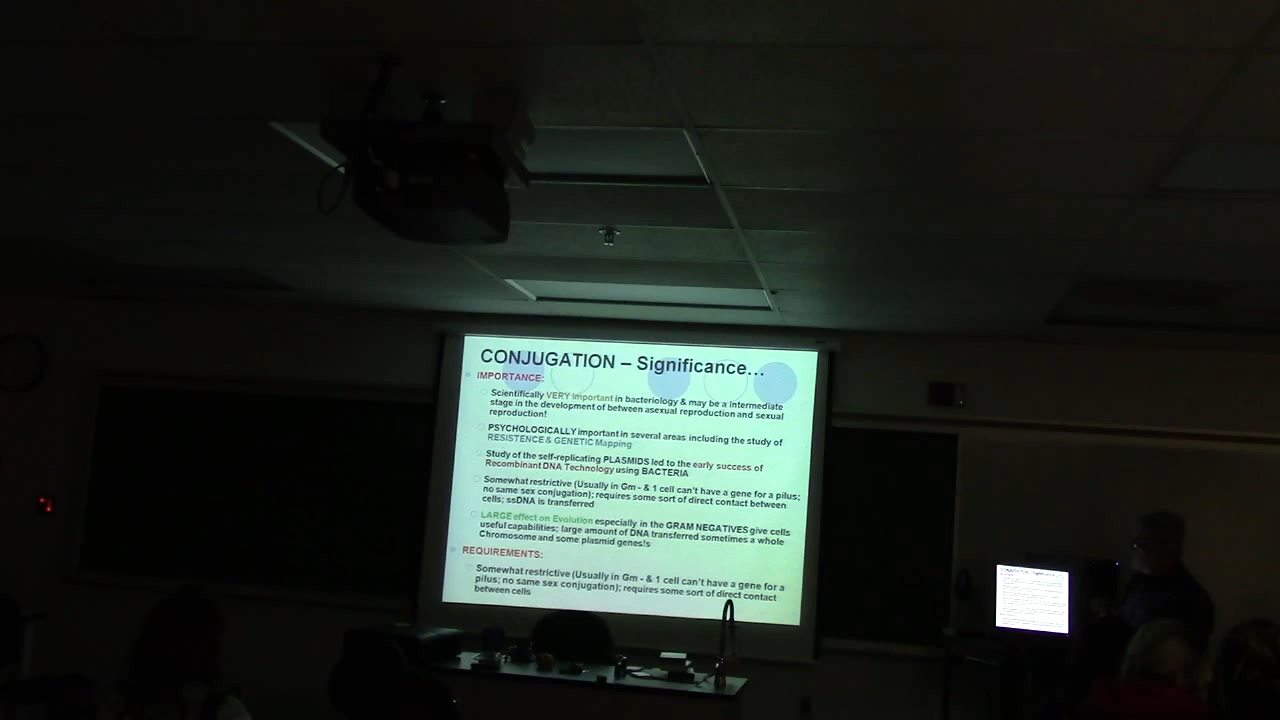 CONJUGATION – Significance...
IMPORTANCE:
Scientifically VERY important in bacteriology & may be a intermediate
stage in the development of between asexual reproduction and sexual
reproduction!
PSYCHOLOGICALLY important in several areas including the study of
RESISTENCE & GENETIC Mapping
Study of the self-replicating PLASMIDS led to the early success of
Recombinant DNA Technology using BACTERIA
Somewhat restrictive (Usually in Gm - & 1 cell can't have a gene for a pilus;
no same sex conjugation); requires some sort of direct contact between
cells; ssDNA is transferred
LARGE effect on Evolution especially in the GRAM NEGATIVES give cells
useful capabilities; large amount of DNA transferred sometimes a whole
Chromosome and some plasmid genes!s
REQUIREMENTS:
Somewhat restrictive (Usually in Gm - & 1 cell can't have a gene for a
pilus; no same sex conjugation); requires some sort of direct contact
between cells
CONJUGATION – Significance...